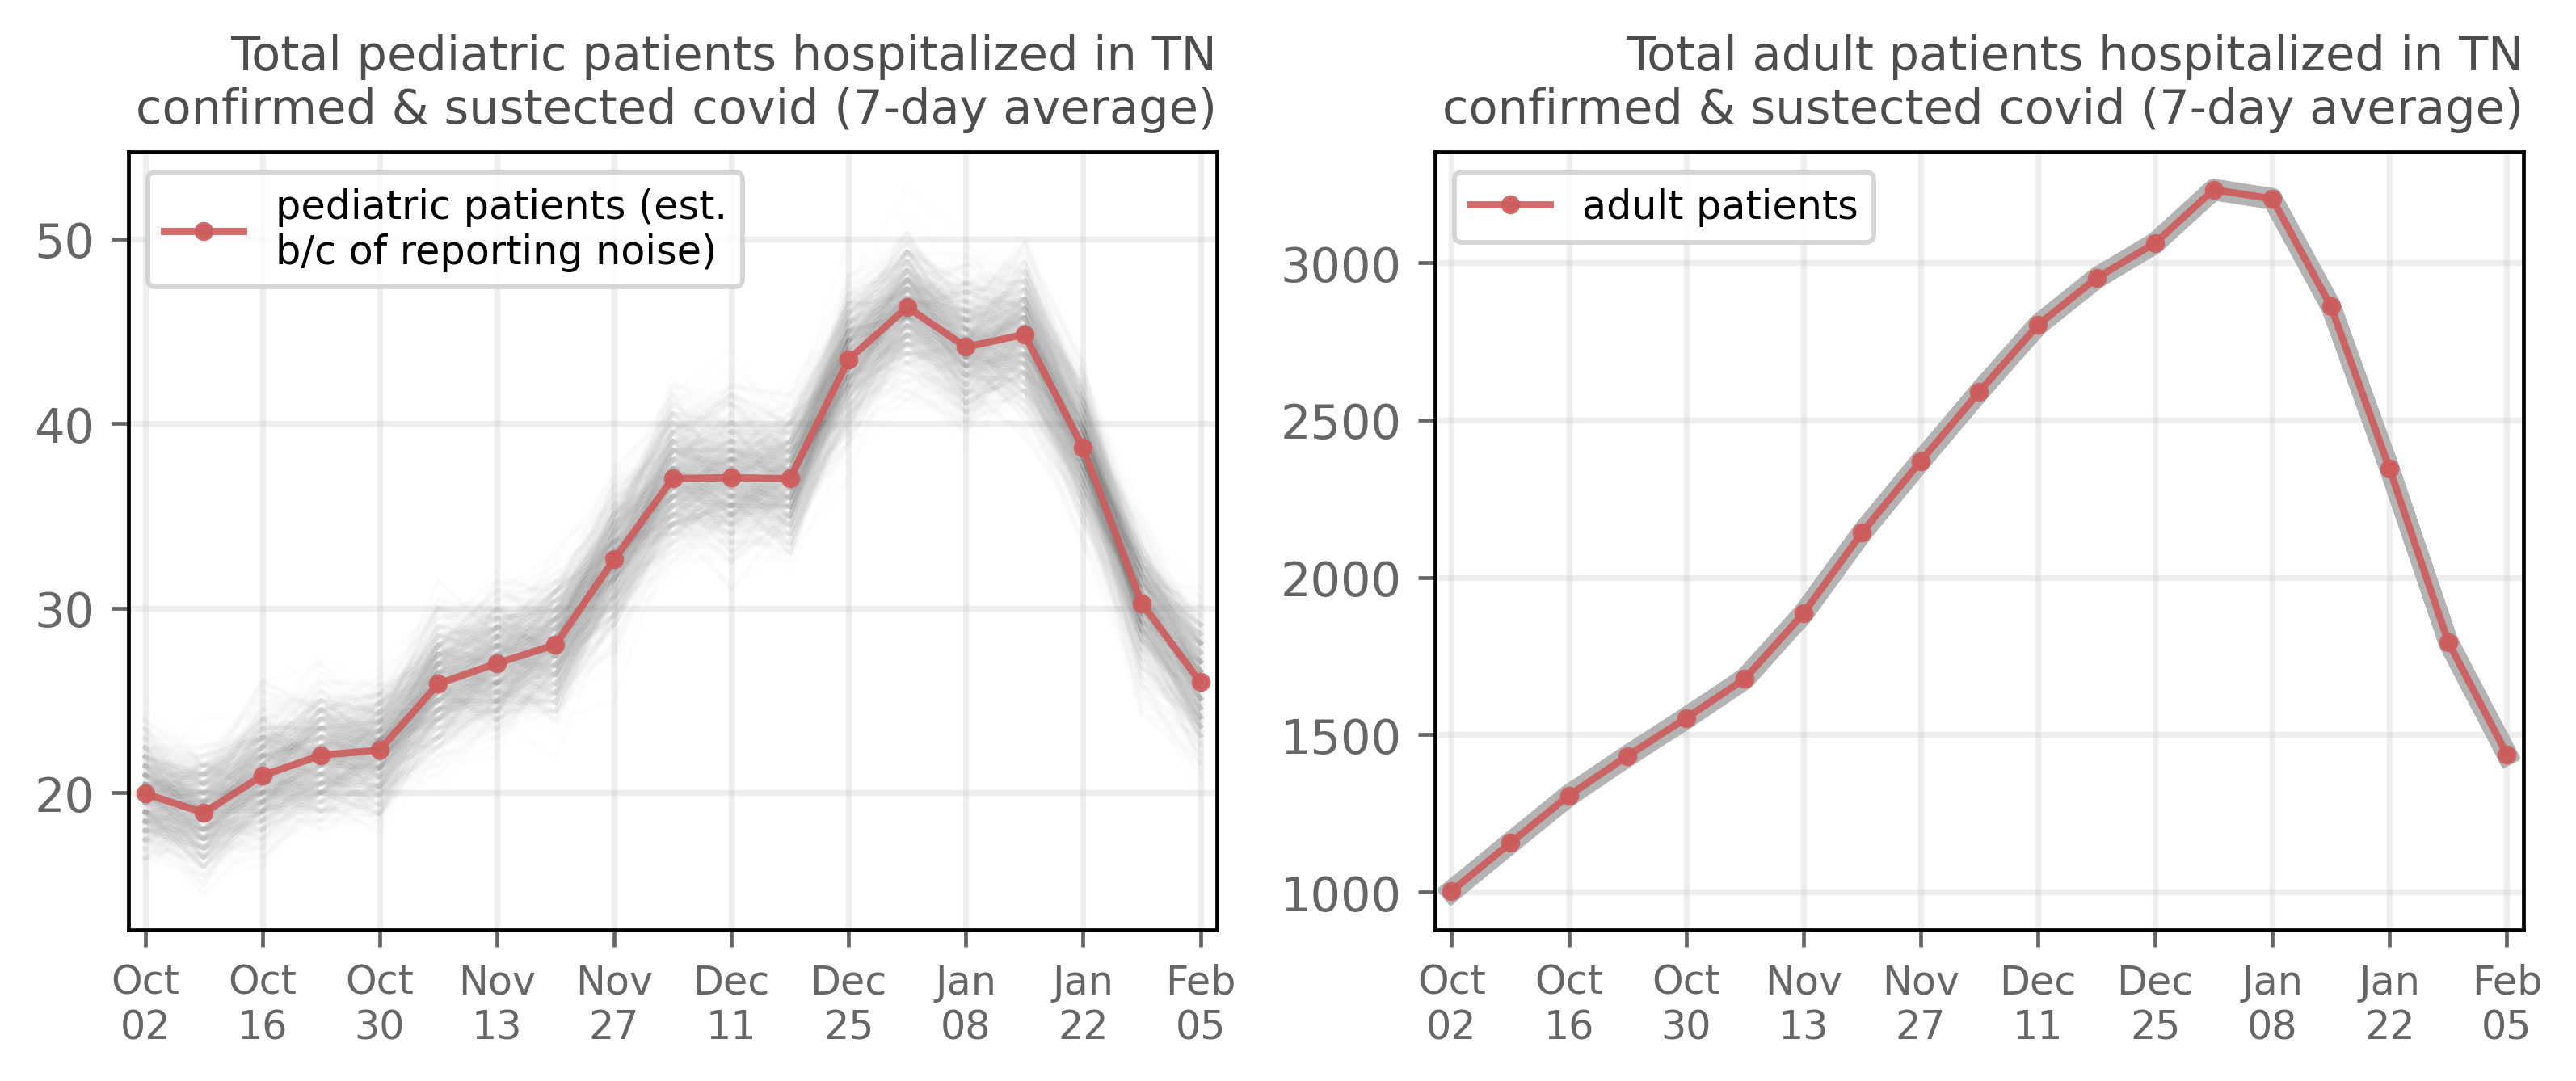 Total pediatric patients hospitalized in TN
confirmed & sustected covid (7-day average)
pediatric patients (est.
b/c of reporting noise)
50
40
30
20
Oct Oct Oct Nov Nov Dec Dec Jan Jan Feb
02 16 30 13 27 11 25 08 22 05
Total adult patients hospitalized in TN
confirmed & sustected covid (7-day average)
adult patients
3000
2500
2000
1500
1000
Oct Oct Oct Nov Nov Dec Dec Jan Jan Feb
02 16 30 13 27 11 25 08 22 05